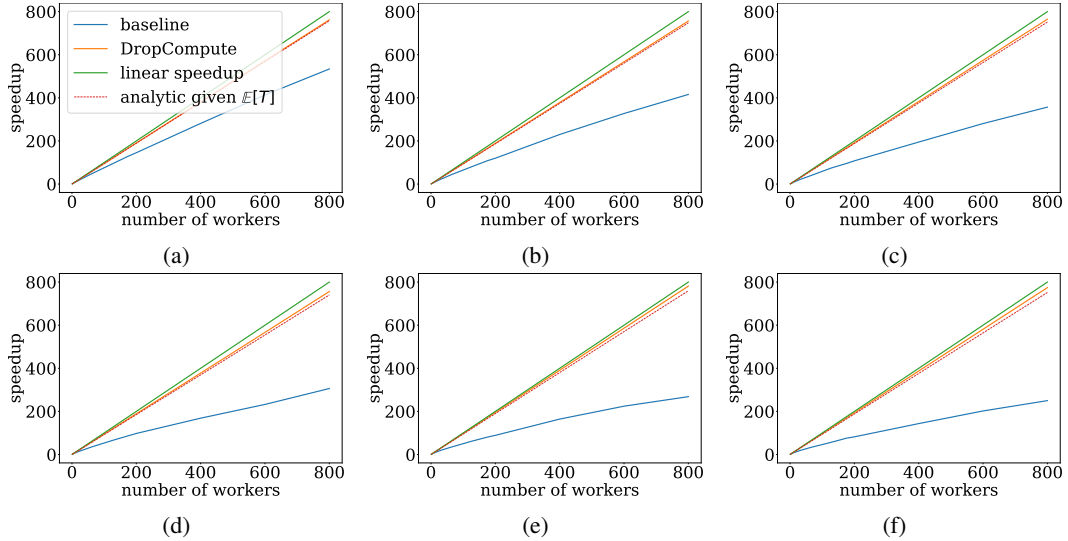 800
600
400
200
0
speedup
baseline
DropCompute
linear speedup
analytic given 𝔼[T]
0 200 400 600 800
number of workers
(a)
800
600
400
200
0
speedup
0 200 400 600 800
number of workers
(b)
800
600
400
200
0
speedup
0 200 400 600 800
number of workers
(c)
800
600
400
200
0
speedup
0 200 400 600 800
number of workers
(d)
800
600
400
200
0
speedup
0 200 400 600 800
number of workers
(e)
800
600
400
200
0
speedup
0 200 400 600 800
number of workers
(f)